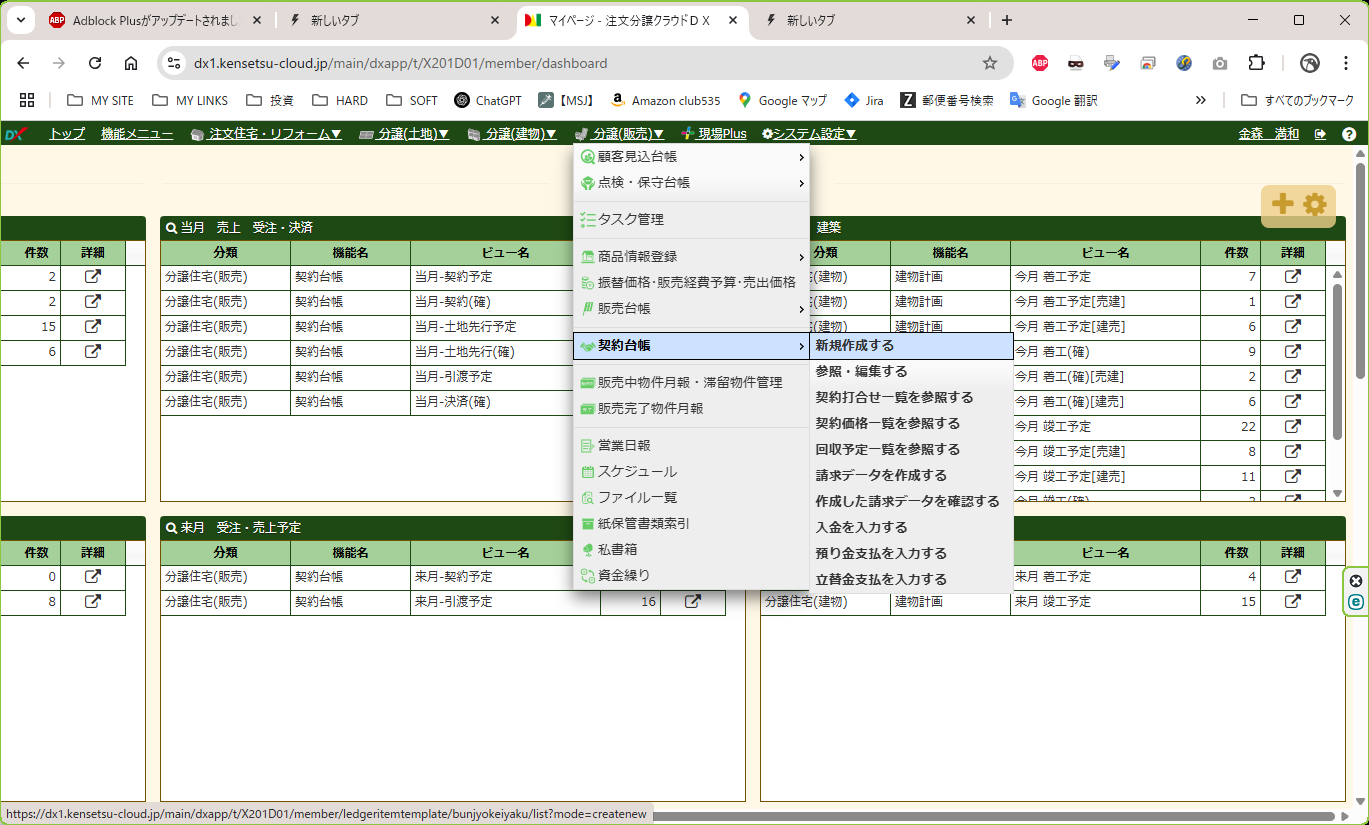 Adblock Plusがアップデートされまし
新しいタブ
マイページ - 注文分譲クラウドＤＸ
新しいタブ
dx1.kensetsu-cloud.jp/main/dxapp/t/X201D01/member/dashboard
MY SITE MY LINKS 投資 HARD SOFT ChatGPT 【MSJ】 Amazon club535 Google マップ Jira 郵便番号検索 Google 翻訳 すべてのブックマーク
DX トップ 機能メニュー 注文住宅・リフォーム▼ 分譲(土地)▼ 分譲(建物)▼ 分譲(販売)▼ 現場Plus システム設定▼ 金森 満和
顧客見込台帳
点検・保守台帳
タスク管理
商品情報登録
振替価格･販売経費予算･売出価格
販売台帳
契約台帳
販売中物件月報・滞留物件管理
販売完了物件月報
営業日報
スケジュール
ファイル一覧
紙保管書類索引
私書箱
資金繰り
新規作成する
参照・編集する
契約打合せ一覧を参照する
契約価格一覧を参照する
回収予定一覧を参照する
請求データを作成する
作成した請求データを確認する
入金を入力する
預り金支払を入力する
立替金支払を入力する
件数 詳細
2
2
15
6
当月 売上 受注・決済
分類 機能名 ビュー名
分譲住宅(販売) 契約台帳 当月-契約予定
分譲住宅(販売) 契約台帳 当月-契約(確)
分譲住宅(販売) 契約台帳 当月-土地先行予定
分譲住宅(販売) 契約台帳 当月-土地先行(確)
分譲住宅(販売) 契約台帳 当月-引渡予定
分譲住宅(販売) 契約台帳 当月-決済(確)
建築
分類 機能名 ビュー名 件数 詳細
(建物) 建物計画 今月 着工予定 7
(建物) 建物計画 今月 着工予定[売建] 1
(建物) 建物計画 今月 着工予定[建売] 6
今月 着工(確) 9
今月 着工(確)[売建] 2
今月 着工(確)[建売] 6
今月 竣工予定 22
今月 竣工予定[売建] 8
今月 竣工予定[建売] 11
今月 竣工(確) 2
件数 詳細
0
8
来月 受注・売上予定
分類 機能名 ビュー名
分譲住宅(販売) 契約台帳 来月-契約予定
分譲住宅(販売) 契約台帳 来月-引渡予定 16
ビュー名 件数 詳細
来月 着工予定 4
分譲住宅(建物) 建物計画 来月 竣工予定 15
https://dx1.kensetsu-cloud.jp/main/dxapp/t/X201D01/member/ledgeritemtemplate/bunjyokeiyaku/list?mode=createnew